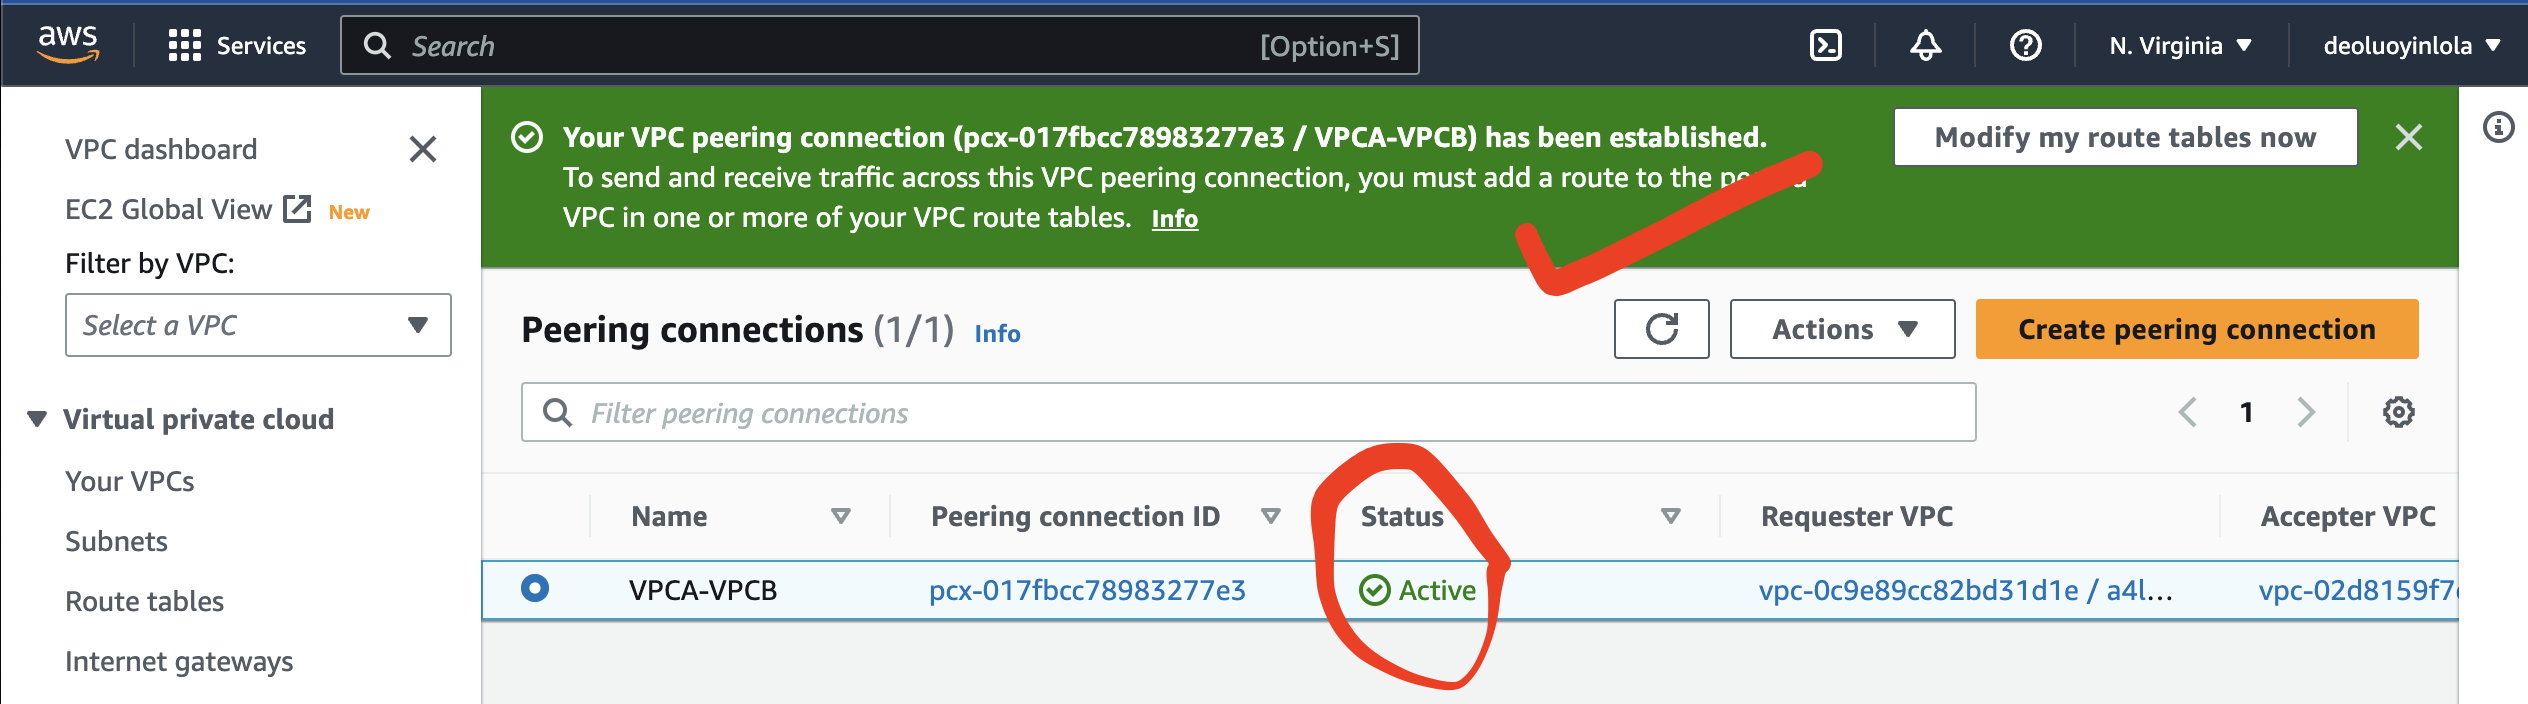 aws
Services
Search
[Option+S]
N. Virginia
deoluoyinlola
VPC dashboard
EC2 Global View New
Filter by VPC:
Select a VPC
Virtual private cloud
Your VPCs
Subnets
Route tables
Internet gateways
Your VPC peering connection (pcx-017fbcc78983277e3 / VPCA-VPCB) has been established.
To send and receive traffic across this VPC peering connection, you must add a route to the
VPC in one or more of your VPC route tables. Info
Modify my route tables now
Peering connections (1/1) Info
Actions
Create peering connection
Filter peering connections
1
Name
Peering connection ID
Status
Requester VPC
Accepter VPC
VPCA-VPCB
pcx-017fbcc78983277e3
Active
vpc-0c9e89cc82bd31d1e / a4l...
vpc-02d8159f7